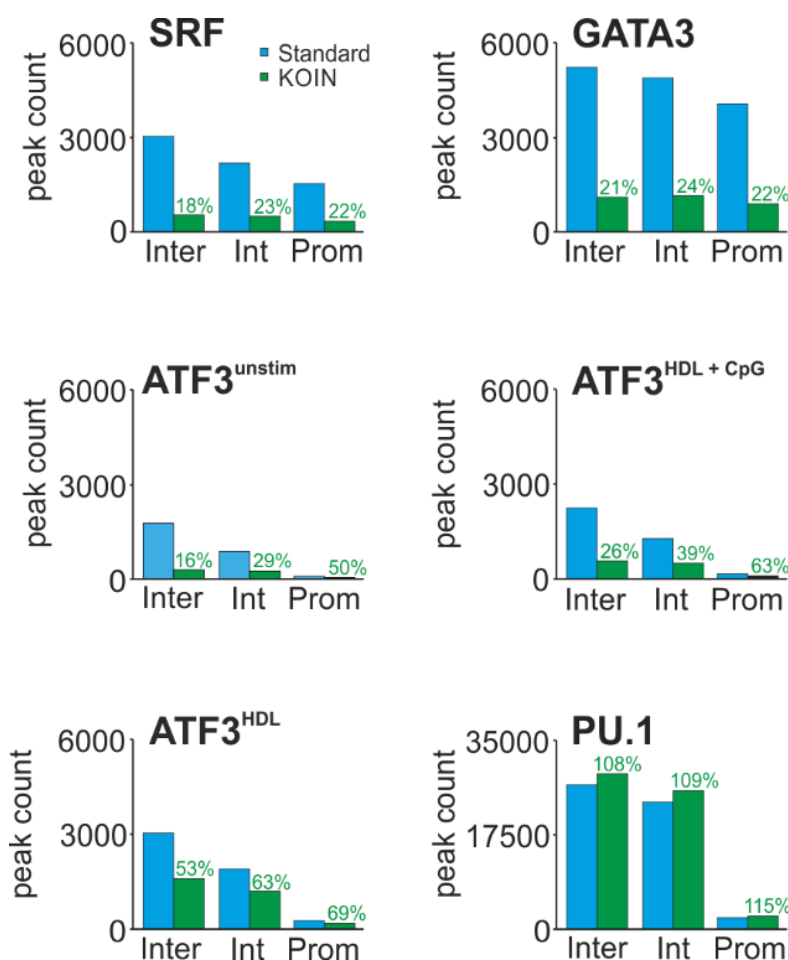 SRF
Standard
KOIN
peak count
6000
3000
0
18%
23%
22%
Inter Int Prom
GATA3
peak count
6000
3000
0
21%
24%
22%
Inter Int Prom
ATF3unstim
peak count
6000
3000
0
16%
29%
50%
Inter Int Prom
ATF3HDL + CpG
peak count
6000
3000
0
26%
39%
63%
Inter Int Prom
ATF3HDL
peak count
6000
3000
0
53%
63%
69%
Inter Int Prom
PU.1
peak count
35000
17500
0
108%
109%
115%
Inter Int Prom